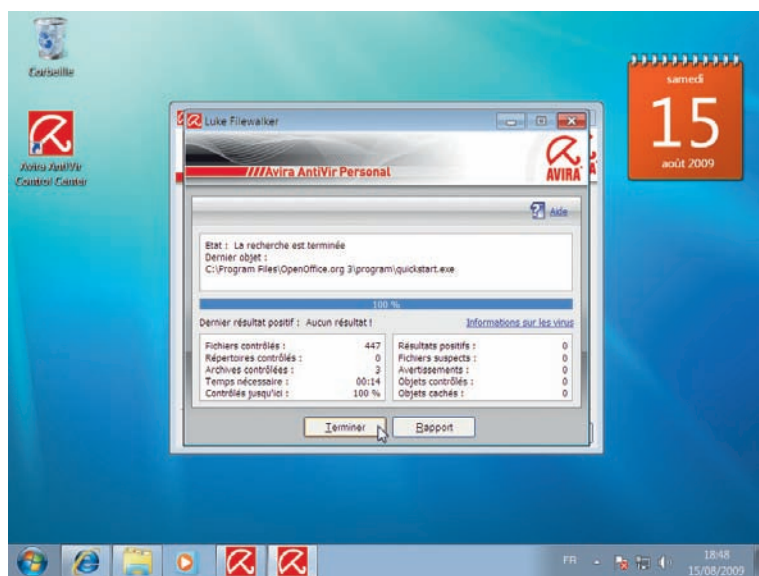 Corbeille
Avira AntiVir
Control Center
samedi
15
août 2009
Luke Filewalker
////Avira AntiVir Personal
AVIRA
Aide
Etat : La recherche est terminée
Dernier objet :
C:\Program Files\OpenOffice.org 3\program\quickstart.exe
100 %
Dernier résultat positif : Aucun résultat !
Informations sur les virus
Fichiers contrôlés : 447
Répertoires contrôlés : 0
Archives contrôlées : 3
Temps nécessaire : 00:14
Contrôlés jusqu'ici : 100 %
Résultats positifs : 0
Fichiers suspects : 0
Avertissements : 0
Objets contrôlés : 0
Objets cachés : 0
Terminer
Rapport
FR
18:48
15/08/2009